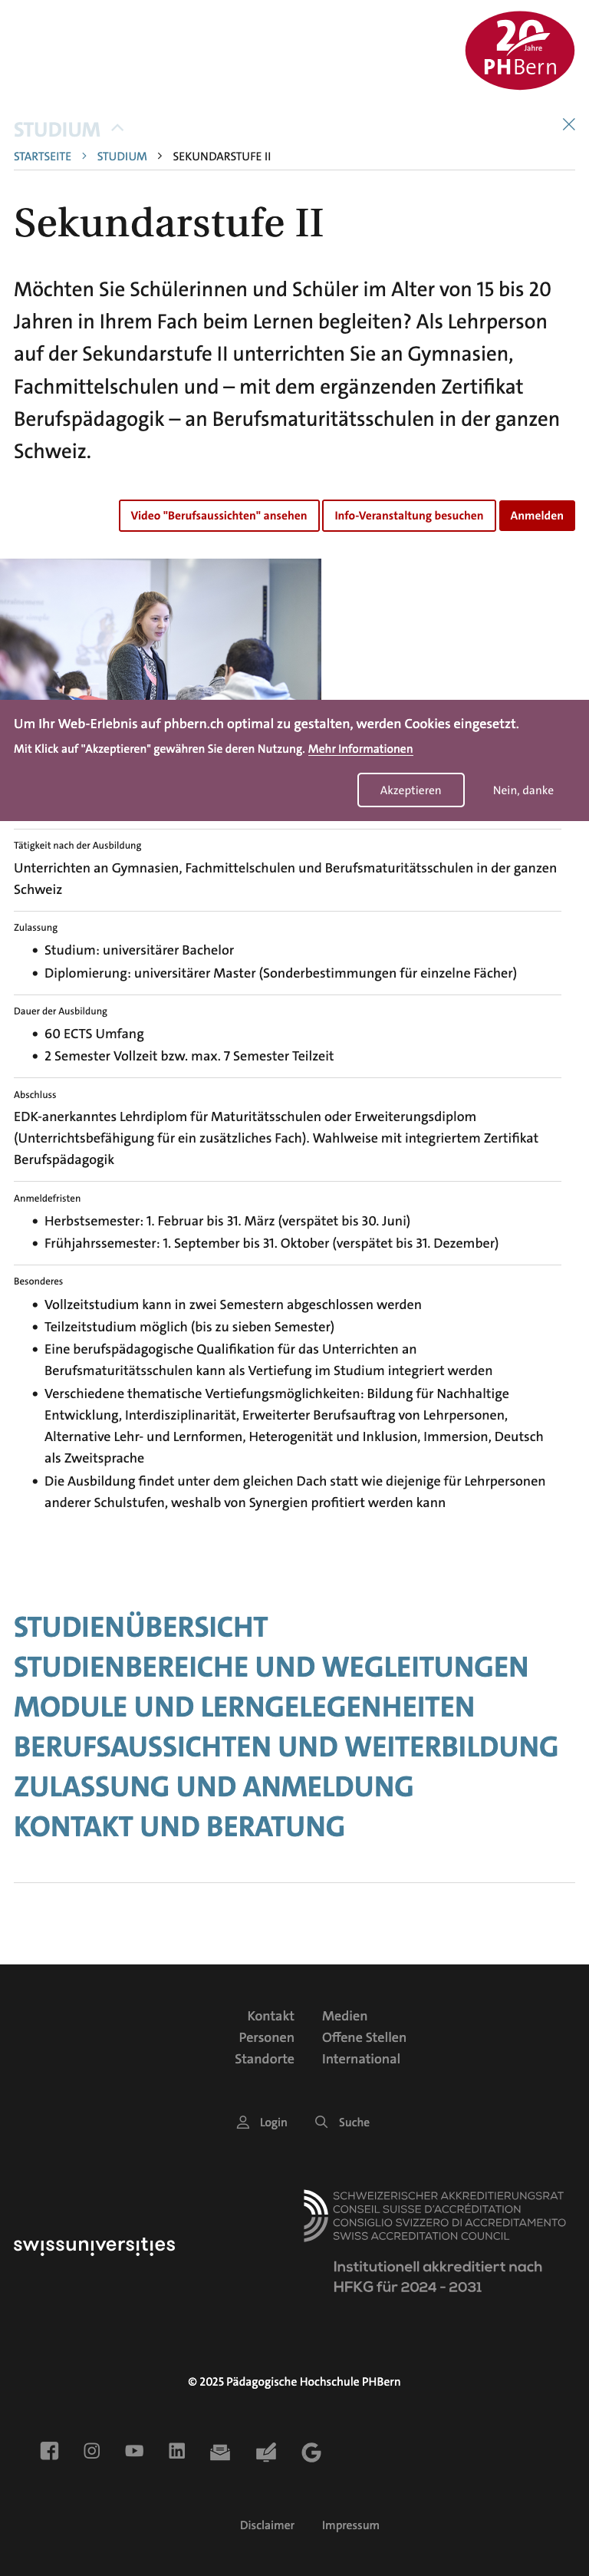 20
Jahre
PHBern
STUDIUM
STARTSEITE
STUDIUM
SEKUNDARSTUFE II
Sekundarstufe II
Möchten Sie Schülerinnen und Schüler im Alter von 15 bis 20
Jahren in Ihrem Fach beim Lernen begleiten? Als Lehrperson
auf der Sekundarstufe II unterrichten Sie an Gymnasien,
Fachmittelschulen und – mit dem ergänzenden Zertifikat
Berufspädagogik – an Berufsmaturitätsschulen in der ganzen
Schweiz.
Video "Berufsaussichten" ansehen
Info-Veranstaltung besuchen
Anmelden
Um Ihr Web-Erlebnis auf phbern.ch optimal zu gestalten, werden Cookies eingesetzt.
Mit Klick auf "Akzeptieren" gewähren Sie deren Nutzung. Mehr Informationen
Akzeptieren
Nein, danke
Tätigkeit nach der Ausbildung
Unterrichten an Gymnasien, Fachmittelschulen und Berufsmaturitätsschulen in der ganzen
Schweiz
Zulassung
• Studium: universitärer Bachelor
• Diplomierung: universitärer Master (Sonderbestimmungen für einzelne Fächer)
Dauer der Ausbildung
• 60 ECTS Umfang
• 2 Semester Vollzeit bzw. max. 7 Semester Teilzeit
Abschluss
EDK-anerkanntes Lehrdiplom für Maturitätsschulen oder Erweiterungsdiplom
(Unterrichtsbefähigung für ein zusätzliches Fach). Wahlweise mit integriertem Zertifikat
Berufspädagogik
Anmeldefristen
• Herbstsemester: 1. Februar bis 31. März (verspätet bis 30. Juni)
• Frühjahrssemester: 1. September bis 31. Oktober (verspätet bis 31. Dezember)
Besonderes
• Vollzeitstudium kann in zwei Semestern abgeschlossen werden
• Teilzeitstudium möglich (bis zu sieben Semester)
• Eine berufspädagogische Qualifikation für das Unterrichten an
Berufsmaturitätsschulen kann als Vertiefung im Studium integriert werden
• Verschiedene thematische Vertiefungsmöglichkeiten: Bildung für Nachhaltige
Entwicklung, Interdisziplinarität, Erweiterter Berufsauftrag von Lehrpersonen,
Alternative Lehr- und Lernformen, Heterogenität und Inklusion, Immersion, Deutsch
als Zweitsprache
• Die Ausbildung findet unter dem gleichen Dach statt wie diejenige für Lehrpersonen
anderer Schulstufen, weshalb von Synergien profitiert werden kann
STUDIENÜBERSICHT
STUDIENBEREICHE UND WEGLEITUNGEN
MODULE UND LERNGELEGENHEITEN
BERUFSAUSSICHTEN UND WEITERBILDUNG
ZULASSUNG UND ANMELDUNG
KONTAKT UND BERATUNG
Kontakt
Personen
Standorte
Medien
Offene Stellen
International
Login
Suche
swissuniversities
SCHWEIZERISCHER AKKREDITIERUNGSRAT
CONSEIL SUISSE D'ACCRÉDITATION
CONSIGLIO SVIZZERO DI ACCREDITAMENTO
SWISS ACCREDITATION COUNCIL
Institutionell akkreditiert nach
HFKG für 2024 - 2031
© 2025 Pädagogische Hochschule PHBern
Disclaimer
Impressum